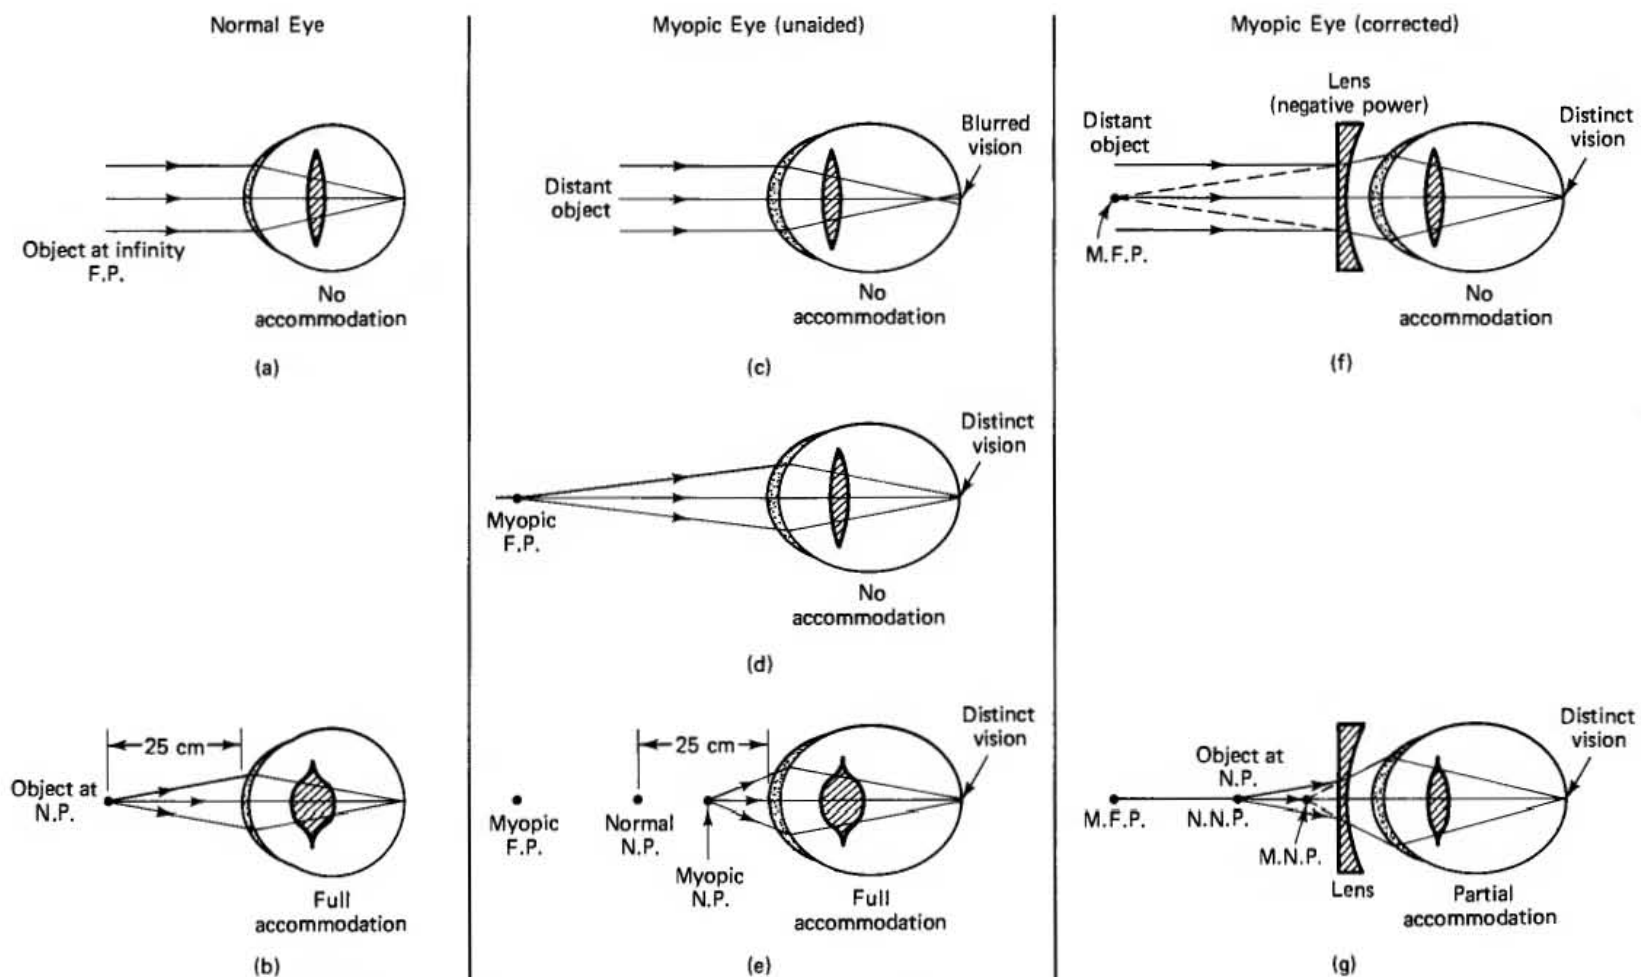 Normal Eye
Object at infinity
F.P.
No
accommodation
(a)
25 cm
Object at
N.P.
Full
accommodation
(b)
Myopic Eye (unaided)
Distant
object
Blurred
vision
No
accommodation
(c)
Myopic
F.P.
Distinct
vision
No
accommodation
(d)
25 cm
Distinct
vision
Myopic
F.P.
Normal
N.P.
Myopic
N.P.
Full
accommodation
(e)
Myopic Eye (corrected)
Lens
(negative power)
Distant
object
Distinct
vision
M.F.P.
No
accommodation
(f)
Object at
N.P.
Distinct
vision
M.F.P.
N.N.P.
M.N.P.
Lens
Partial
accommodation
(g)